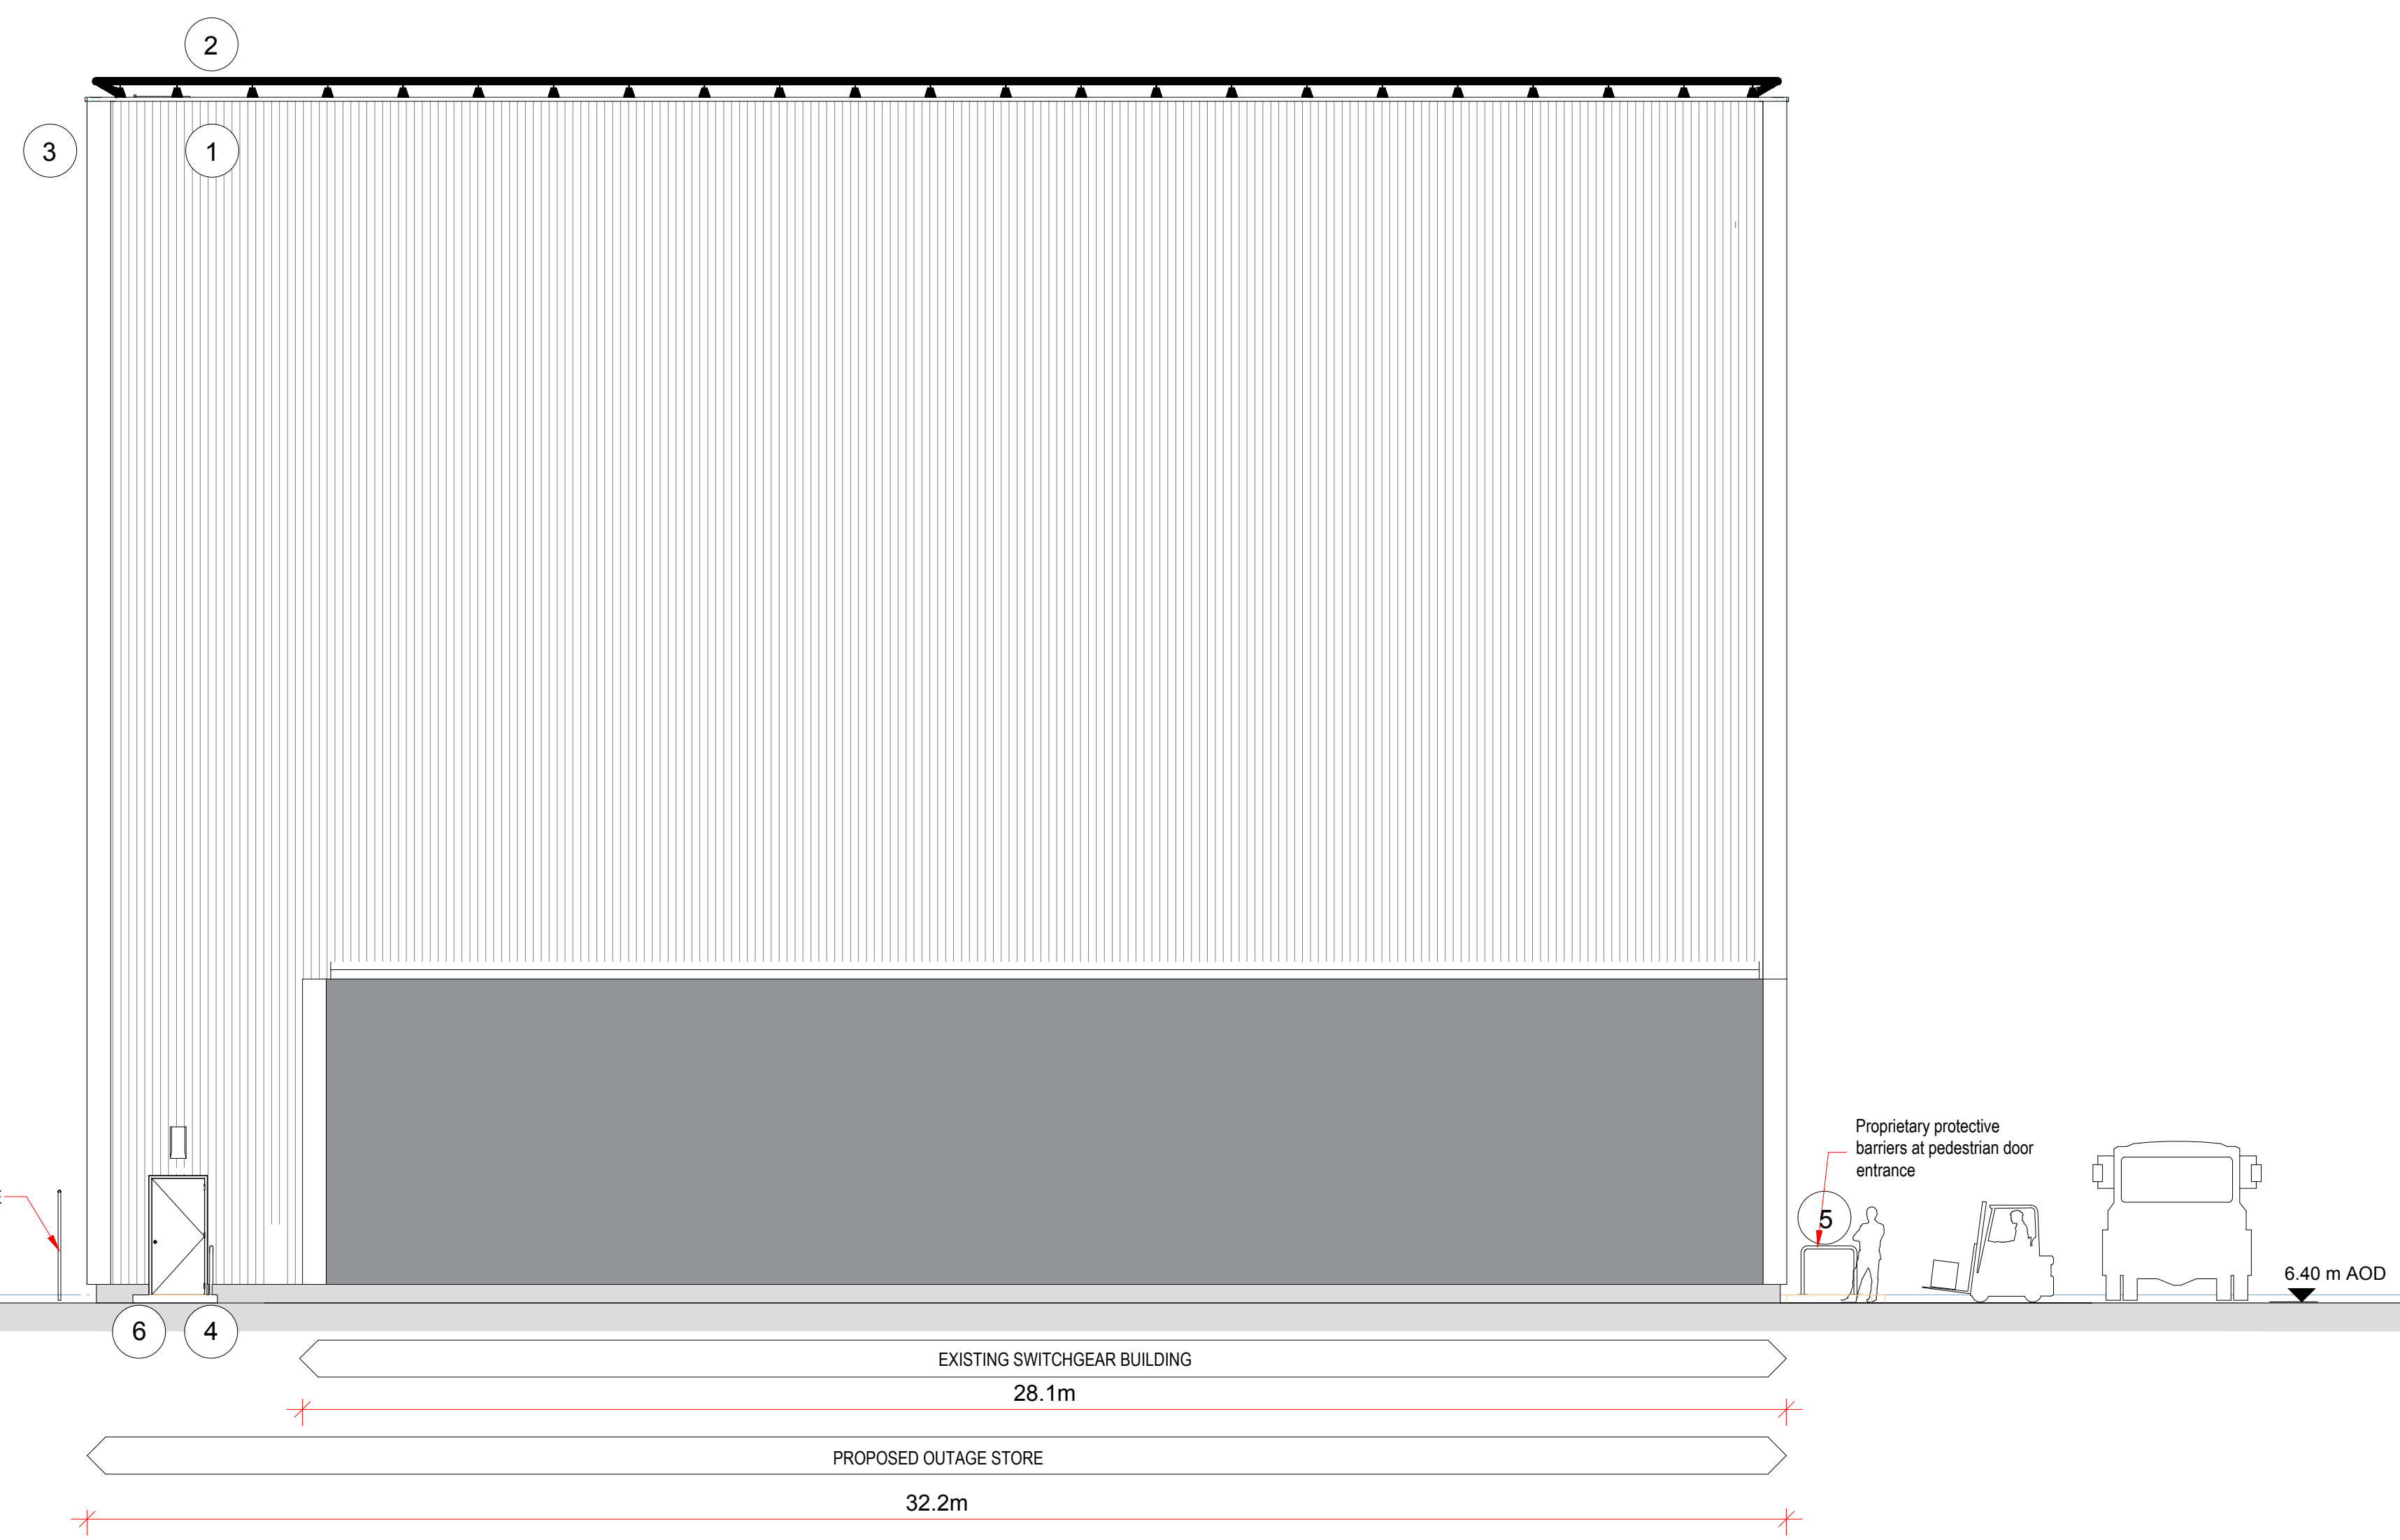 2
3
1
Proprietary protective
barriers at pedestrian door
entrance
5
6.40 m AOD
6
4
EXISTING SWITCHGEAR BUILDING
28.1m
PROPOSED OUTAGE STORE
32.2m